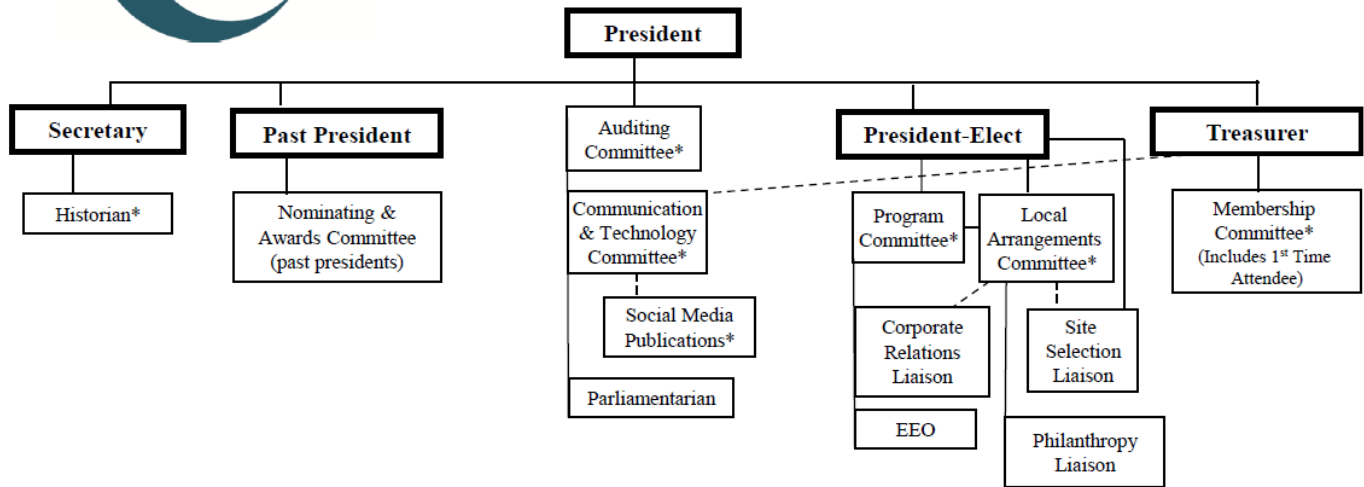 President
Secretary
Past President
Auditing
Committee*
President-Elect
Treasurer
Historian*
Nominating &
Awards Committee
(past presidents)
Communication
& Technology
Committee*
Program
Committee*
Local
Arrangements
Committee*
Membership
Committee*
(Includes 1st Time
Attendee)
Social Media
Publications*
Corporate
Relations
Liaison
Site
Selection
Liaison
Parliamentarian
EEO
Philanthropy
Liaison